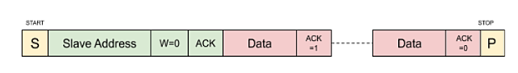 START
STOP
S
Slave Address
W=0
ACK
Data
ACK
=1
Data
ACK
=0
P